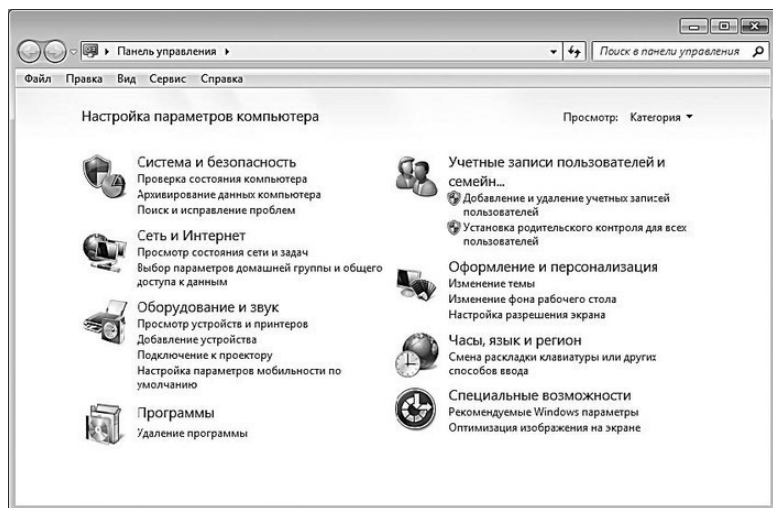 Панель управления
Поиск в панели управления
Файл Правка Вид Сервис Справка
Настройка параметров компьютера
Просмотр: Категория
Система и безопасность
Проверка состояния компьютера
Архивирование данных компьютера
Поиск и исправление проблем
Сеть и Интернет
Просмотр состояния сети и задач
Выбор параметров домашней группы и общего
доступа к данным
Оборудование и звук
Просмотр устройств и принтеров
Добавление устройства
Подключение к проектору
Настройка параметров мобильности по
умолчанию
Программы
Удаление программы
Учетные записи пользователей и
семейн...
Добавление и удаление учетных записей
пользователей
Установка родительского контроля для всех
пользователей
Оформление и персонализация
Изменение темы
Изменение фона рабочего стола
Настройка разрешения экрана
Часы, язык и регион
Смена раскладки клавиатуры или других
способов ввода
Специальные возможности
Рекомендуемые Windows параметры
Оптимизация изображения на экране